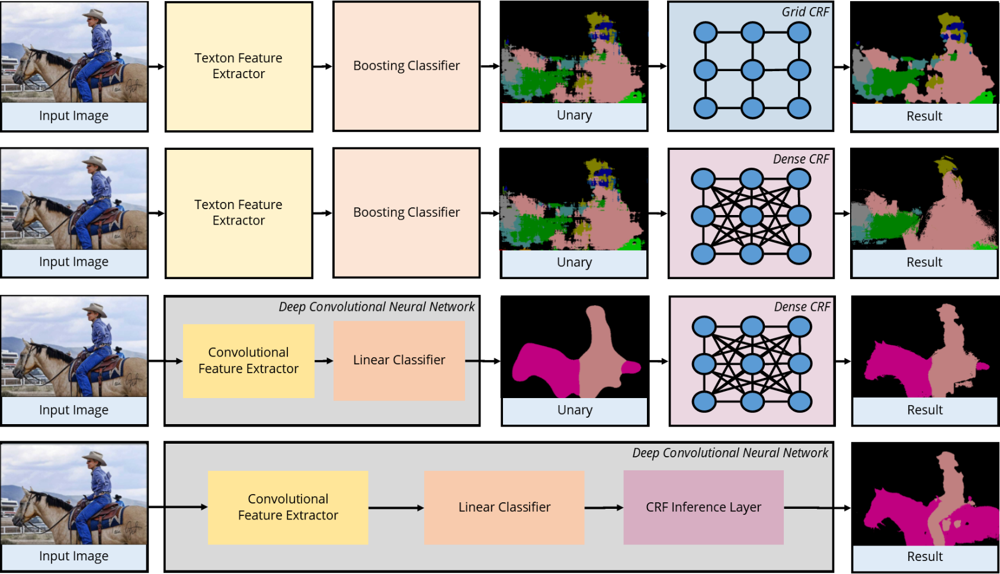 Grid CRF
Texton Feature
Extractor
Boosting Classifier
Input Image
Unary
Result
Dense CRF
Texton Feature
Extractor
Boosting Classifier
Input Image
Unary
Result
Deep Convolutional Neural Network
Dense CRF
Convolutional
Feature Extractor
Linear Classifier
Input Image
Unary
Result
Deep Convolutional Neural Network
Convolutional
Feature Extractor
Linear Classifier
CRF Inference Layer
Input Image
Result